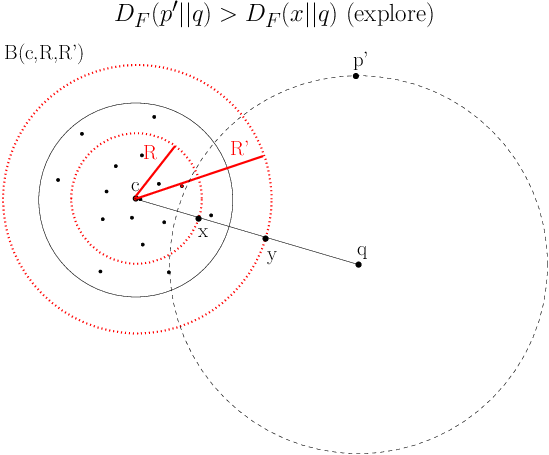 D_F(p'||q) > D_F(x||q) (explore)
B(c,R,R')
p'
R
R'
c
x
y
q